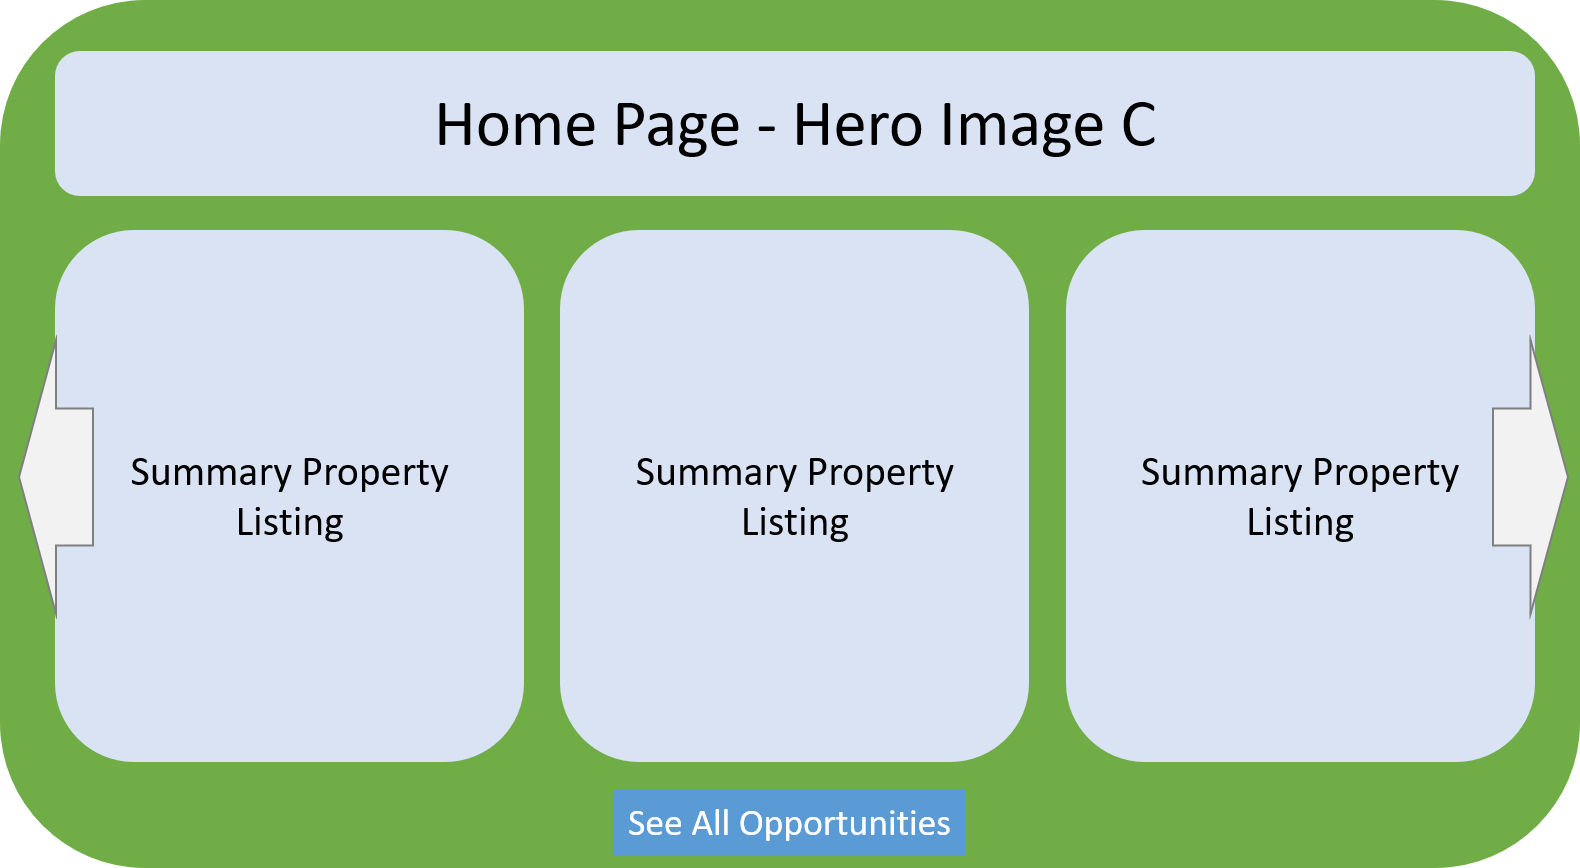 Home Page - Hero Image C
Summary Property
Listing
Summary Property
Listing
Summary Property
Listing
See All Opportunities